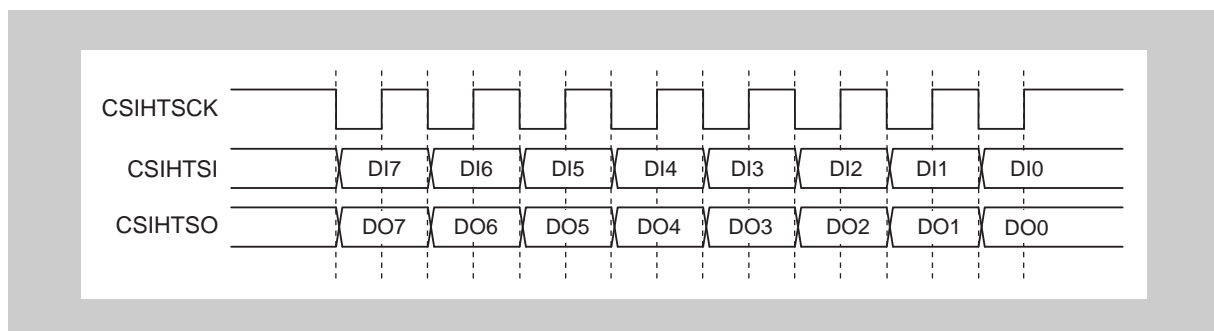 CSIHTSCK
CSIHTSI DI7 DI6 DI5 DI4 DI3 DI2 DI1 DI0
CSIHTSO DO7 DO6 DO5 DO4 DO3 DO2 DO1 DO0